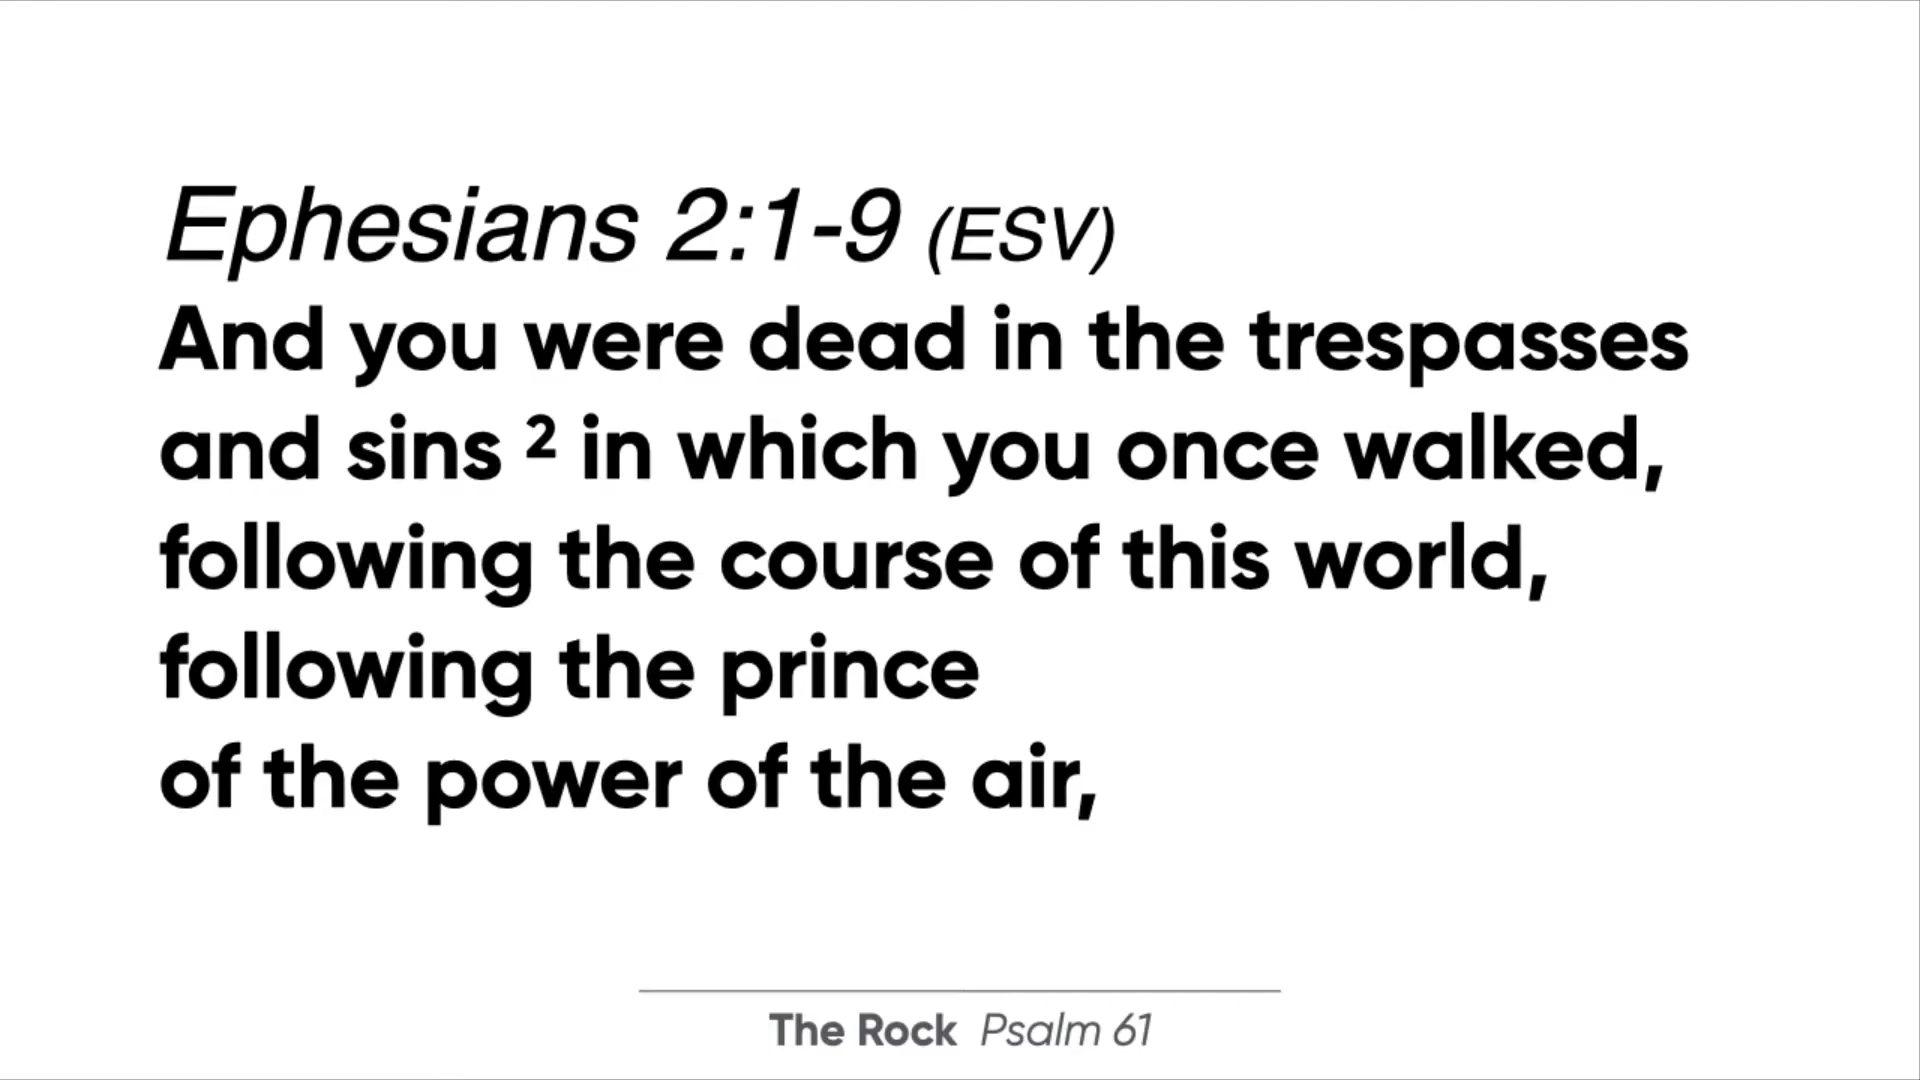 Ephesians 2:1-9 (ESV)
And you were dead in the trespasses
and sins ² in which you once walked,
following the course of this world,
following the prince
of the power of the air,
The Rock Psalm 61